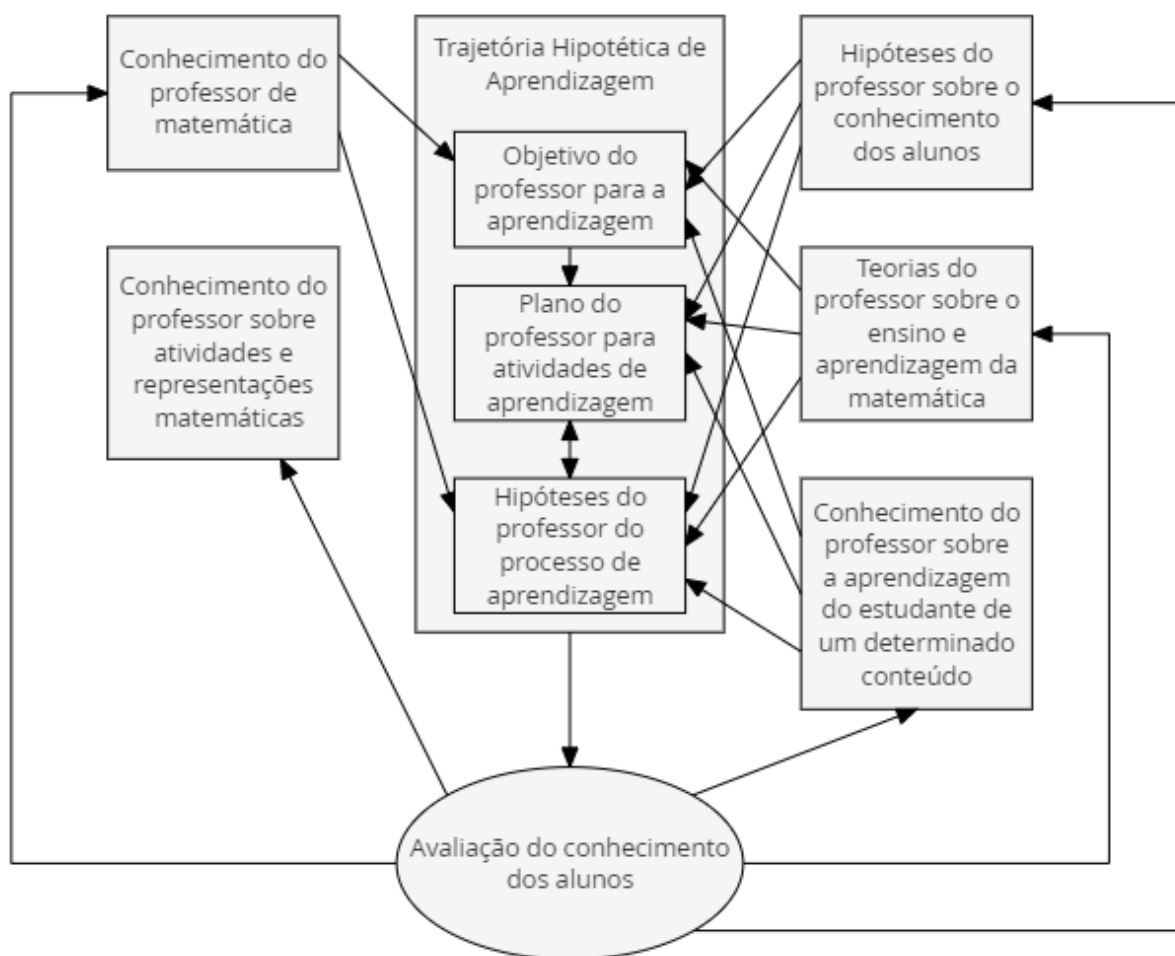 Conhecimento do
professor de
matemática
Trajetória Hipotética de
Aprendizagem
Hipóteses do
professor sobre o
conhecimento
dos alunos
Objetivo do
professor para a
aprendizagem
Conhecimento do
professor sobre
atividades e
representações
matemáticas
Plano do
professor para
atividades de
aprendizagem
Teorias do
professor sobre o
ensino e
aprendizagem da
matemática
Hipóteses do
professor do
processo de
aprendizagem
Conhecimento do
professor sobre
a aprendizagem
do estudante de
um determinado
conteúdo
Avaliação do conhecimento
dos alunos